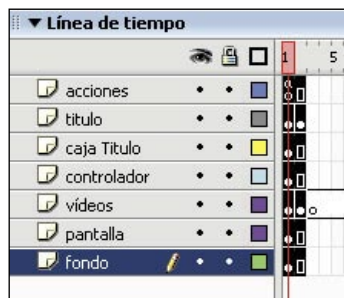 Línea de tiempo
1 5
acciones
titulo
caja Titulo
controlador
vídeos
pantalla
fondo